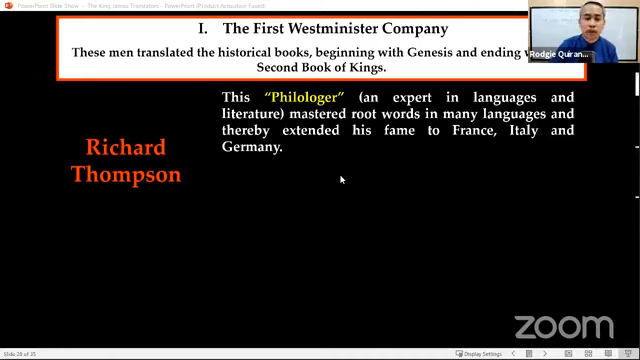 PowerPoint Slide Show - The King James Translators - PowerPoint (Product Activation Failed)
I. The First Westminister Company
These men translated the historical books, beginning with Genesis and ending
Second Book of Kings.
Rodgie Quiran...
This "Philologer" (an expert in languages and
literature) mastered root words in many languages and
thereby extended his fame to France, Italy and
Germany.
Richard
Thompson
zoom
Slide 28 of 35
Display Settings